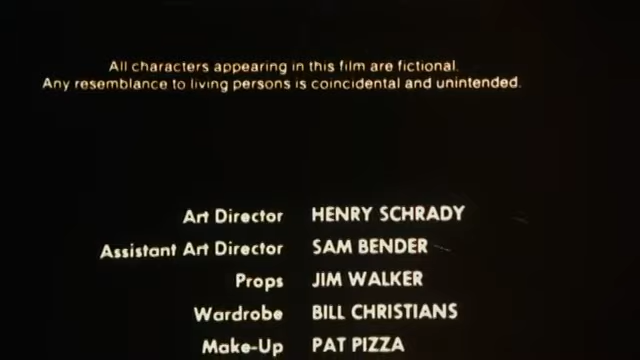 All characters appearing in this film are fictional.
Any resemblance to living persons is coincidental and unintended.
Art Director HENRY SCHRADY
Assistant Art Director SAM BENDER
Props JIM WALKER
Wardrobe BILL CHRISTIANS
Make-Up PAT PIZZA